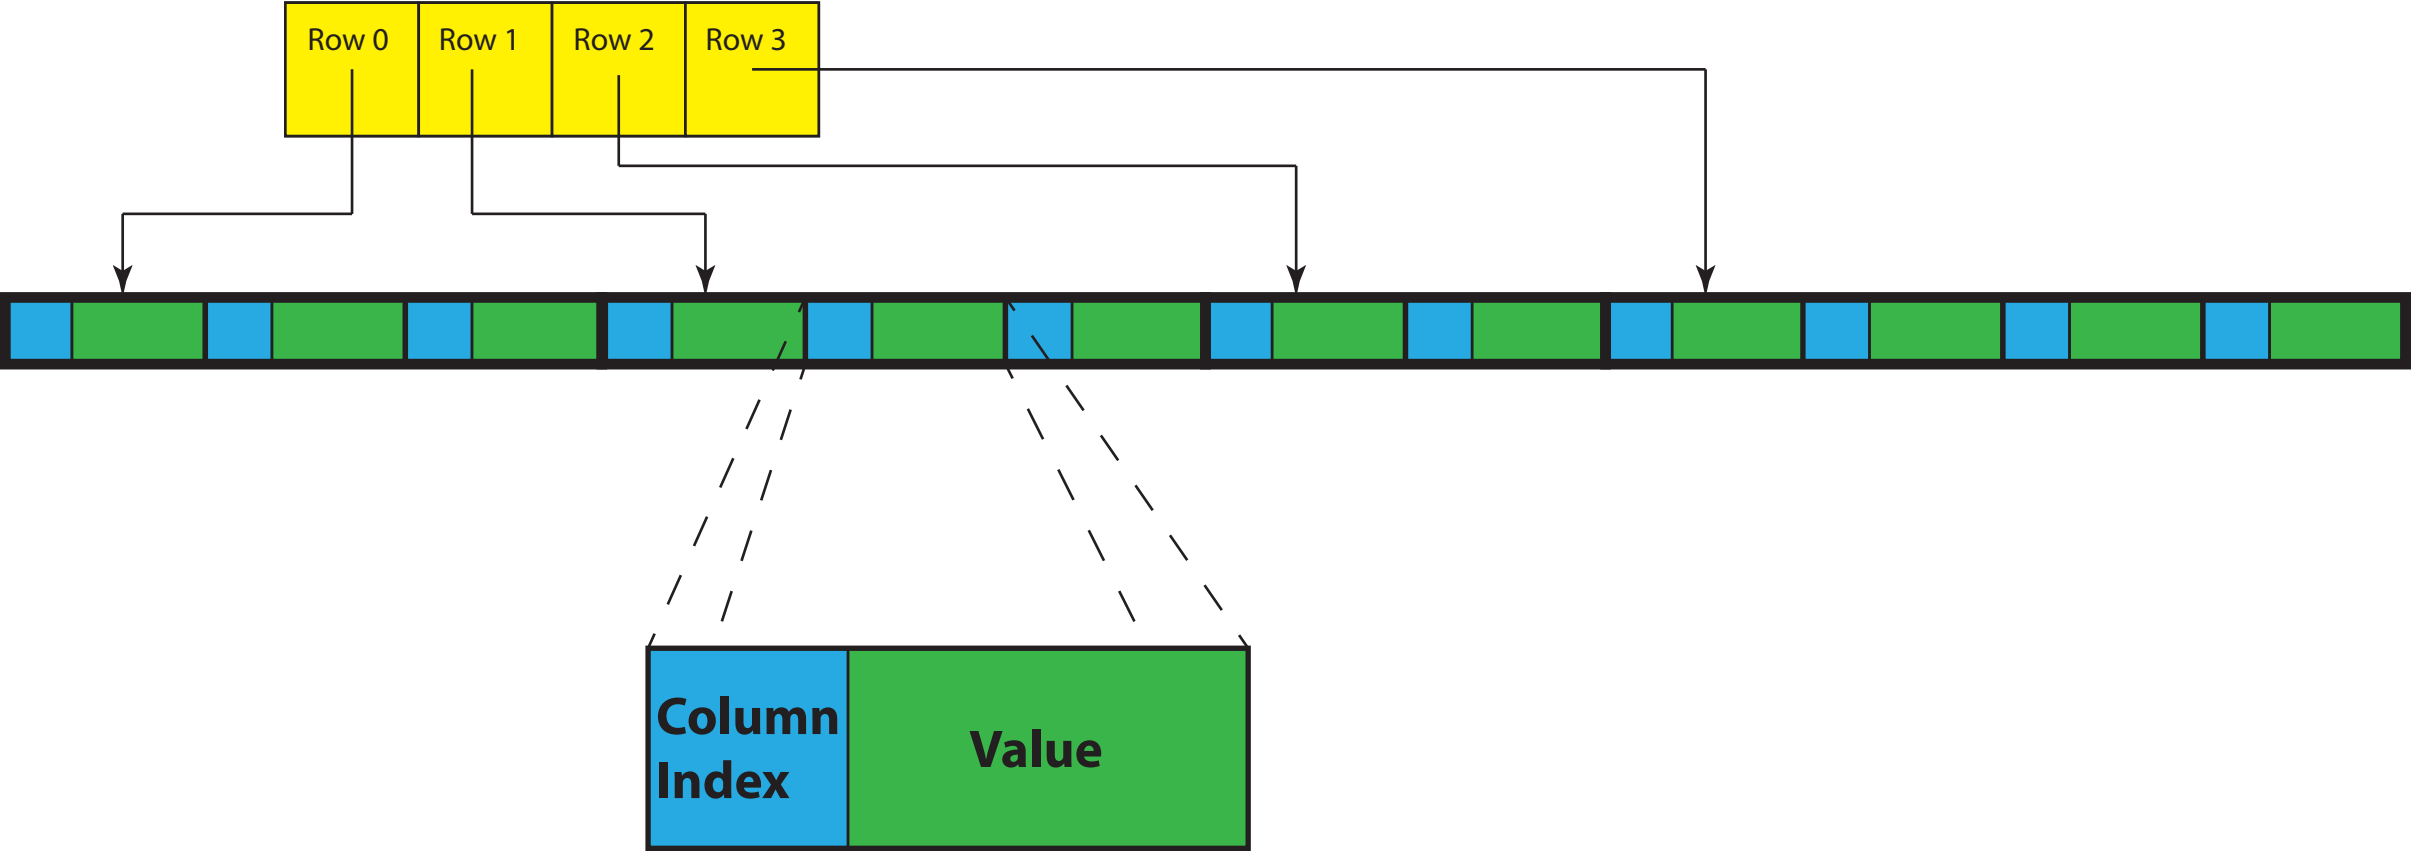 Row 0 Row 1 Row 2 Row 3
Column
Index
Value